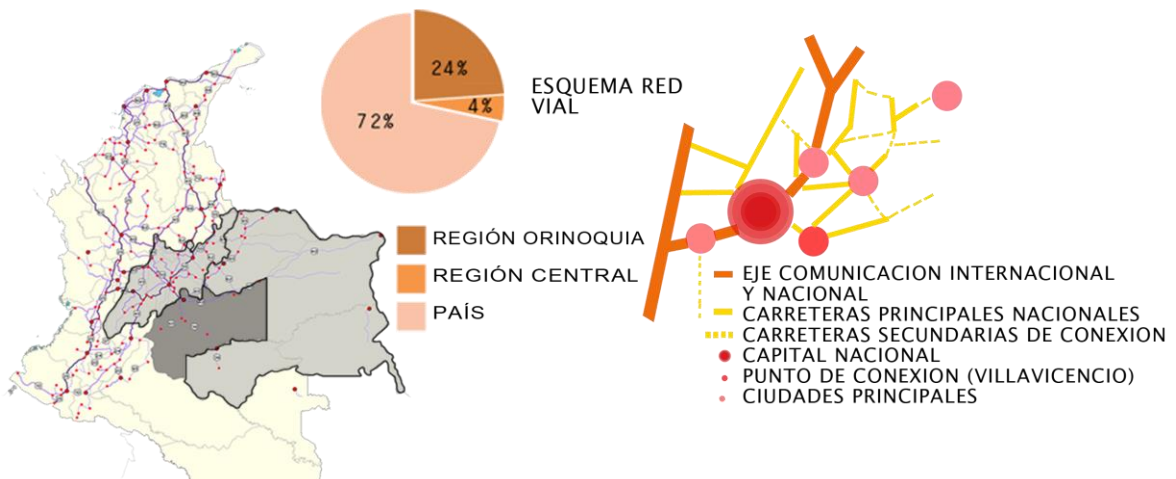 24%
4%
72%
ESQUEMA RED
VIAL
REGIÓN ORINOQUIA
REGIÓN CENTRAL
PAÍS
EJE COMUNICACION INTERNACIONAL
Y NACIONAL
CARRETERAS PRINCIPALES NACIONALES
CARRETERAS SECUNDARIAS DE CONEXION
CAPITAL NACIONAL
PUNTO DE CONEXION (VILLAVICENCIO)
CIUDADES PRINCIPALES